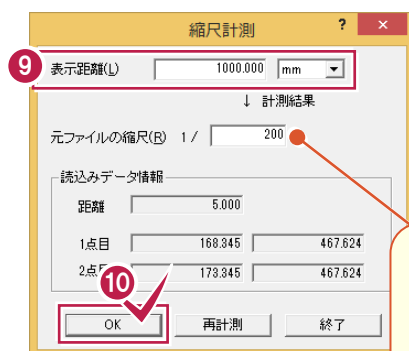 縮尺計測 ? ×
9 表示距離(L) 1000.000 mm
↓ 計測結果
元ファイルの縮尺(R) 1 / 200
読込みデータ情報
距離 5.000
1点目 168.345 467.624
2点目 173.345 467.624
10
OK 再計測 終了